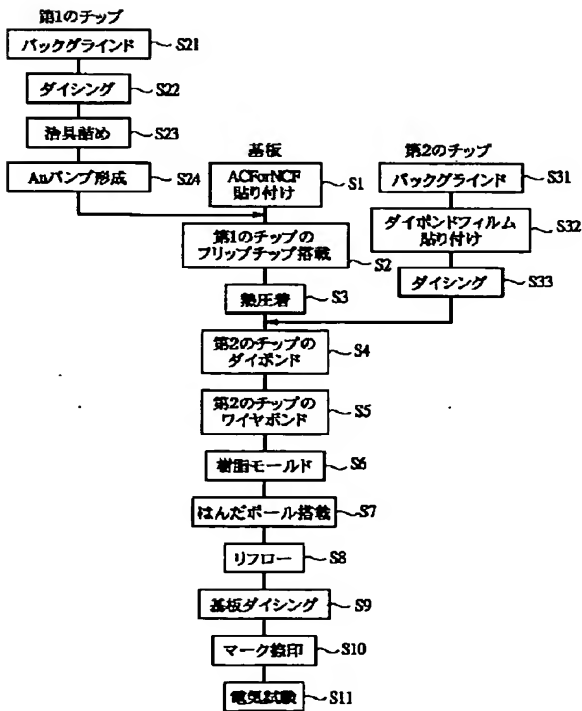 第1のチップ
バックグラインド
S21
ダイシング
S22
治具詰め
S23
Auバンプ形成
S24
基板
ACForNCF
貼り付け
S1
第2のチップ
バックグラインド
S31
ダイボンドフィルム
貼り付け
S32
ダイシング
S33
第1のチップの
フリップチップ搭載
S2
熱圧着
S3
第2のチップの
ダイボンド
S4
第2のチップの
ワイヤボンド
S5
樹脂モールド
S6
はんだボール搭載
S7
リフロー
S8
基板ダイシング
S9
マーク捺印
S10
電気試験
S11